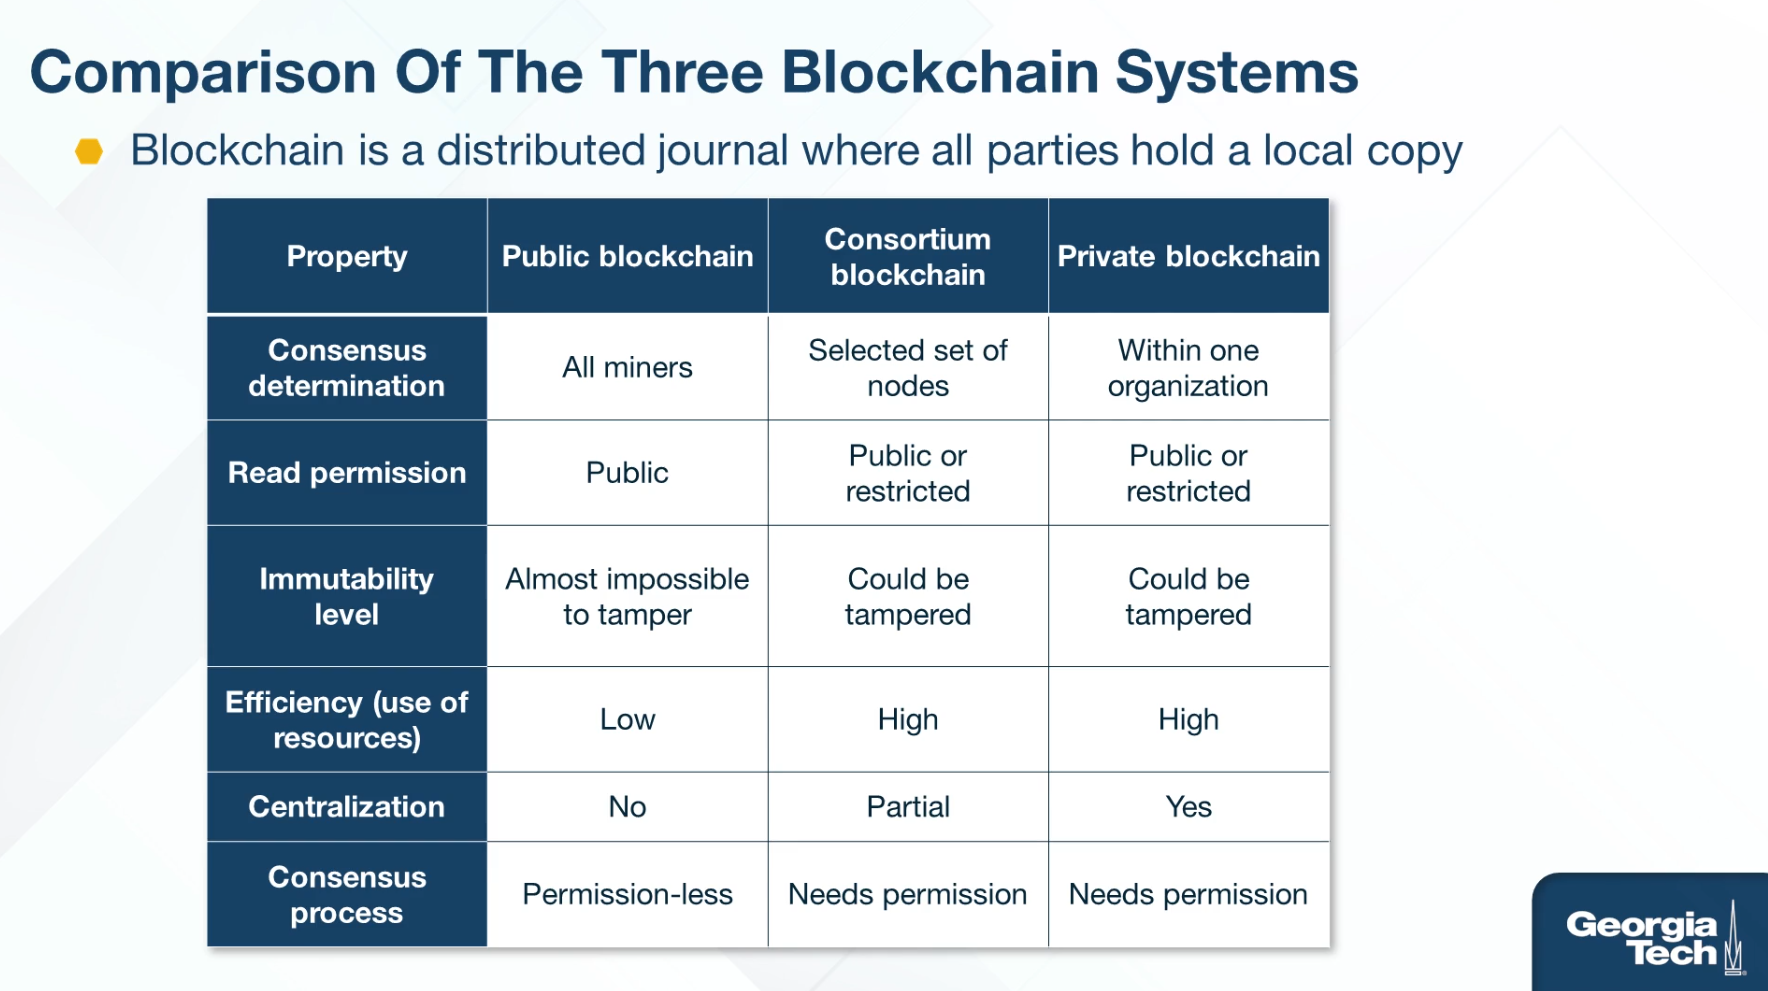 Comparison Of The Three Blockchain Systems
Blockchain is a distributed journal where all parties hold a local copy
Property
Public blockchain
Consortium
blockchain
Private blockchain
Consensus
determination
All miners
Selected set of
nodes
Within one
organization
Read permission
Public
Public or
restricted
Public or
restricted
Immutability
level
Almost impossible
to tamper
Could be
tampered
Could be
tampered
Efficiency (use of
resources)
Low
High
High
Centralization
No
Partial
Yes
Consensus
process
Permission-less
Needs permission
Needs permission
Georgia
Tech